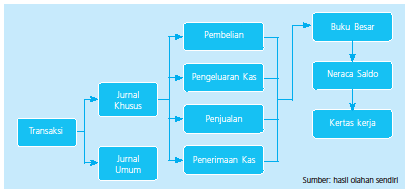 Transaksi
Jurnal
Khusus
Jurnal
Umum
Pembelian
Pengeluaran Kas
Penjualan
Penerimaan Kas
Buku Besar
Neraca Saldo
Kertas kerja
Sumber: hasil olahan sendiri